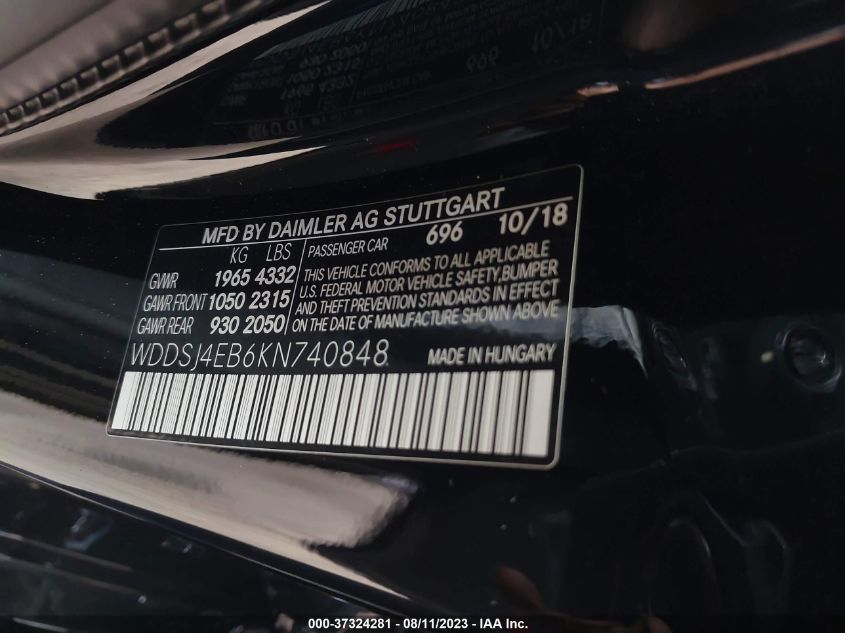 MFD BY DAIMLER AG STUTTGART
KG LBS
GVWR 1965 4332
GAWR FRONT 1050 2315
GAWR REAR 930 2050
PASSENGER CAR 696 10/18
THIS VEHICLE CONFORMS TO ALL APPLICABLE
U.S. FEDERAL MOTOR VEHICLE SAFETY, BUMPER
AND THEFT PREVENTION STANDARDS IN EFFECT
ON THE DATE OF MANUFACTURE SHOWN ABOVE
WDDSJ4EB6KN740848 MADE IN HUNGARY
000-37324281 - 08/11/2023 - IAA Inc.